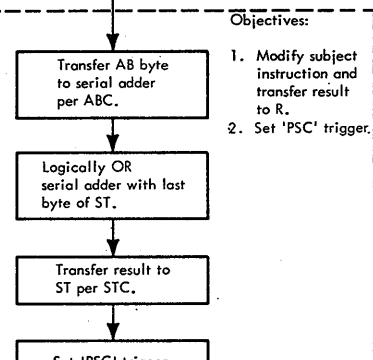 Objectives:
1. Modify subject
instruction and
transfer result
to R.
2. Set 'PSC' trigger.
Transfer AB byte
to serial adder
per ABC.
Logically OR
serial adder with last
byte of ST.
Transfer result to
ST per STC.
Set 'PSC' trigger